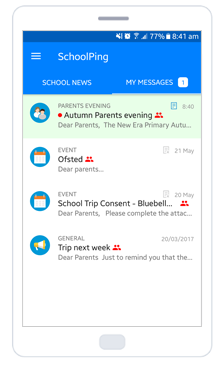 77% 8:41 am
SchoolPing
SCHOOL NEWS MY MESSAGES 1
PARENTS EVENING 8:40
Autumn Parents evening
Dear Parents, The New Era Primary Autu...
EVENT 21 May
Ofsted
Dear parents...
EVENT 20 May
School Trip Consent - Bluebell...
Dear Parents, Please complete the attac...
GENERAL 20/03/2017
Trip next week
Dear Parents Just to remind you that the...